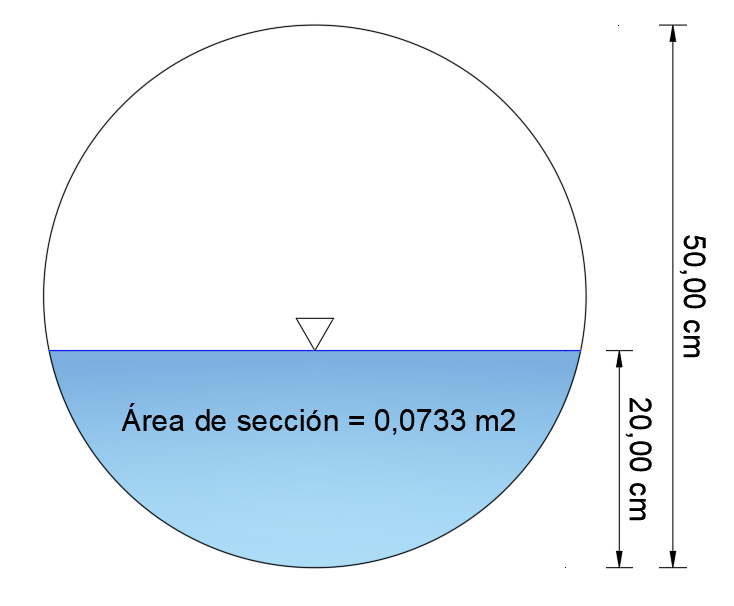 50,00 cm
Área de sección = 0,0733 m2
20,00 cm